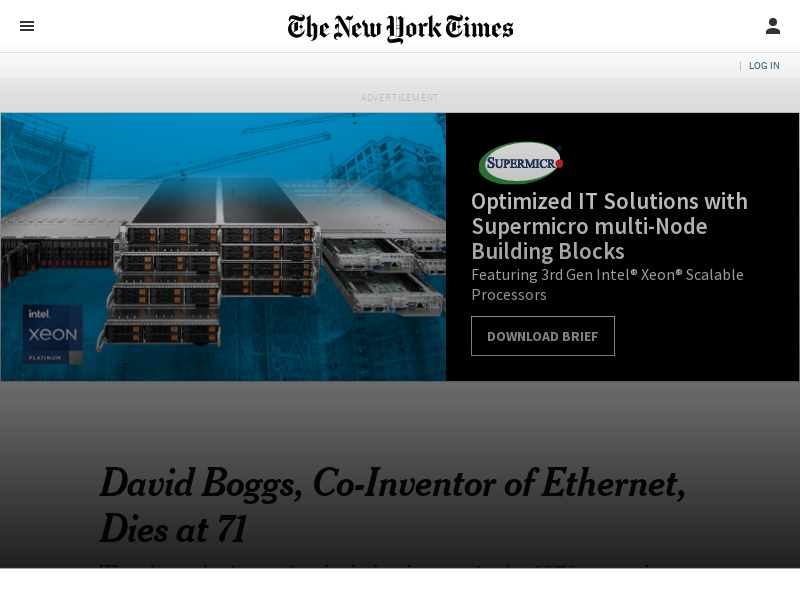 The New York Times
LOG IN
ADVERTISEMENT
SUPERMICRO
Optimized IT Solutions with
Supermicro multi-Node
Building Blocks
Featuring 3rd Gen Intel® Xeon® Scalable
Processors
DOWNLOAD BRIEF
intel.
xeon
PLATINUM
David Boggs, Co-Inventor of Ethernet,
Dies at 71